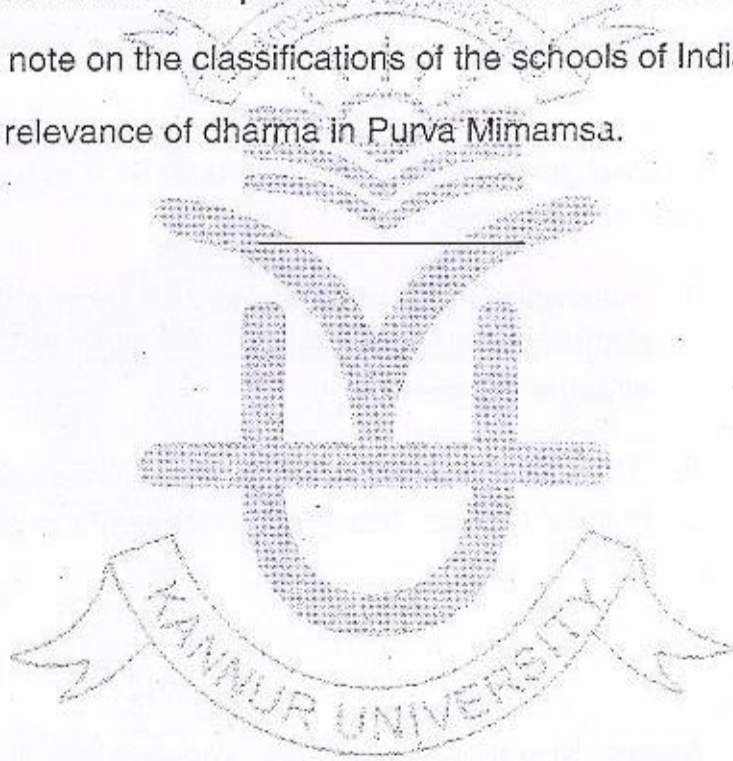 note on the classifications of the schools of Indi
relevance of dharma in Purva Mimamsa.
KANNUR UNIVERSITY